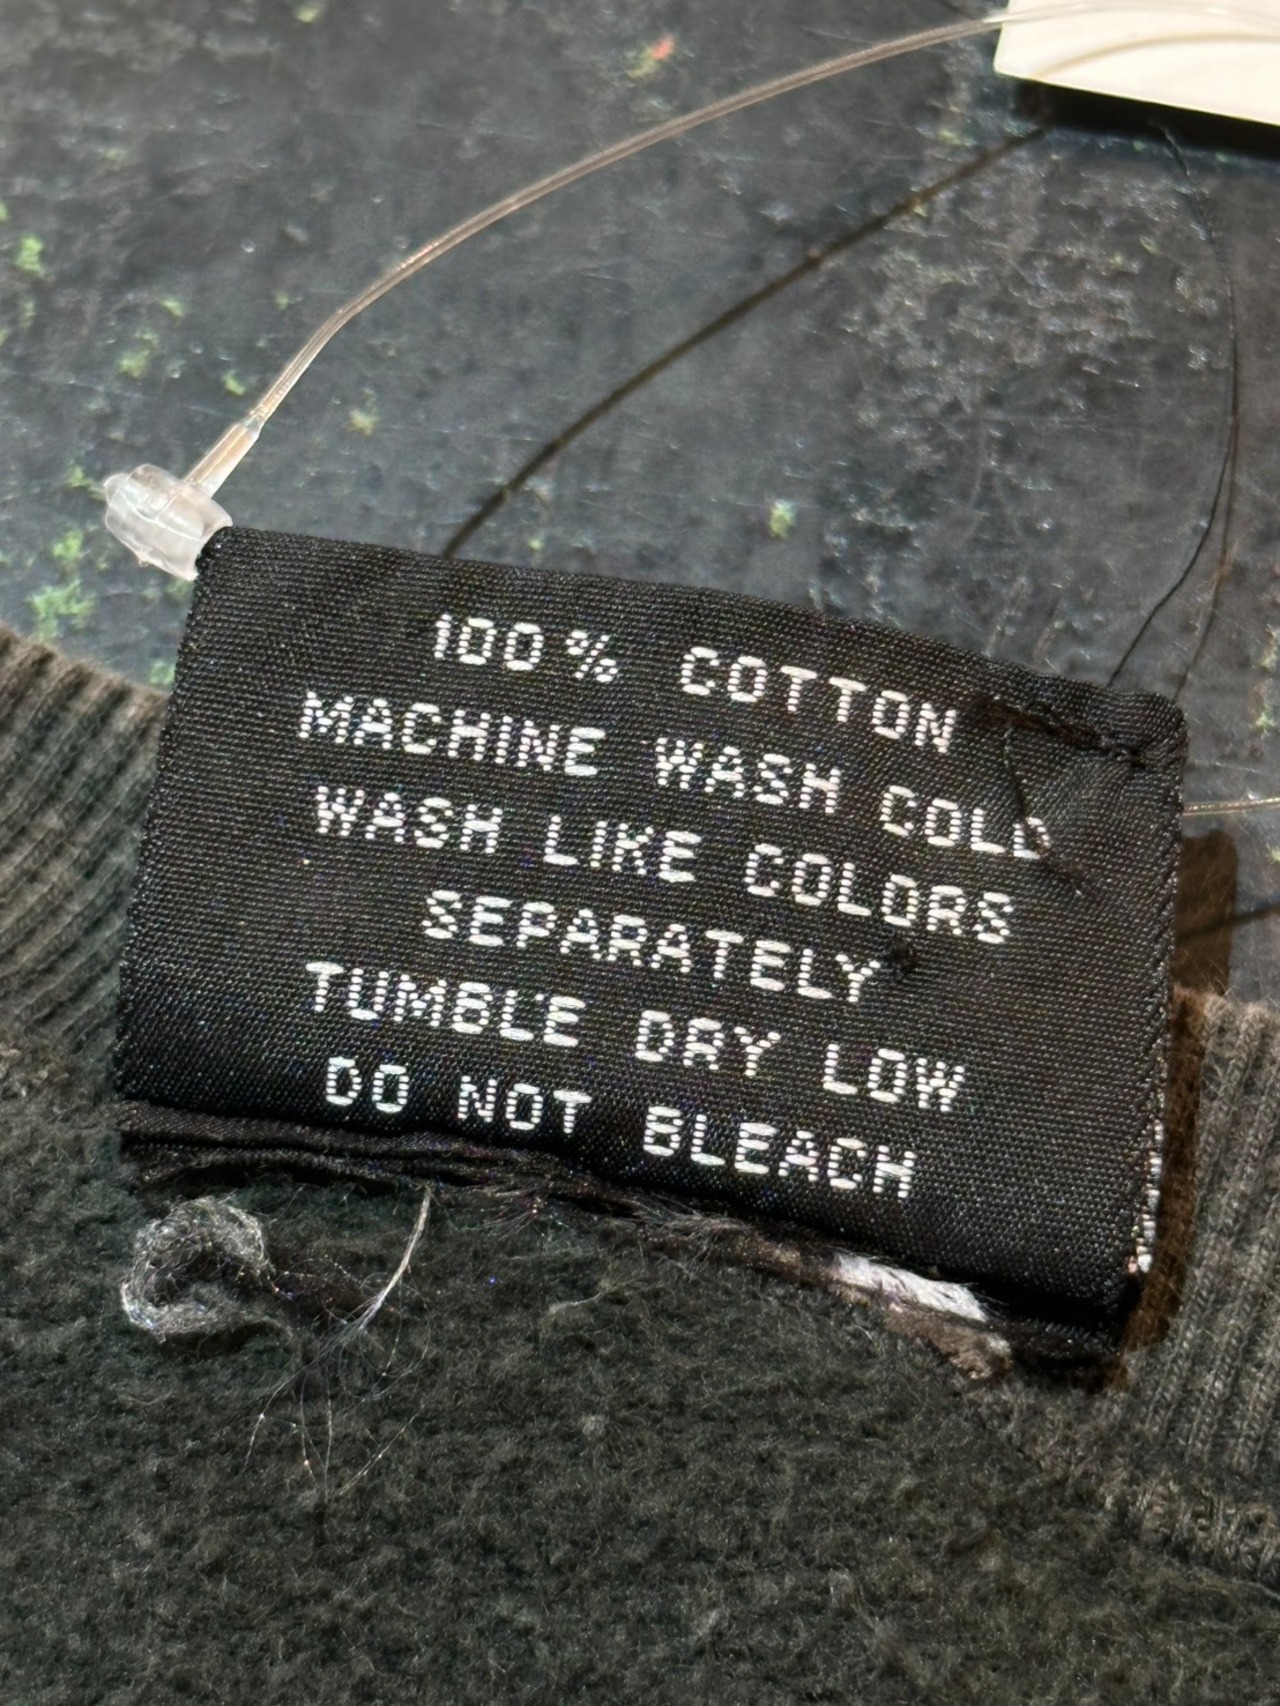 100% COTTON
MACHINE WASH COLD
WASH LIKE COLORS
SEPARATELY
TUMBLE DRY LOW
DO NOT BLEACH